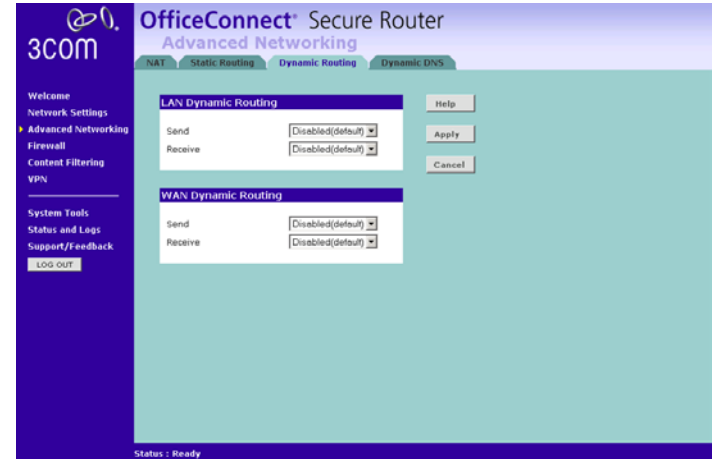 3COM
OfficeConnect® Secure Router
Advanced Networking
NAT
Static Routing
Dynamic Routing
Dynamic DNS
Welcome
Network Settings
Advanced Networking
Firewall
Content Filtering
VPN
System Tools
Status and Logs
Support/Feedback
LOG OUT
LAN Dynamic Routing
Send Disabled(default)
Receive Disabled(default)
WAN Dynamic Routing
Send Disabled(default)
Receive Disabled(default)
Help
Apply
Cancel
Status : Ready